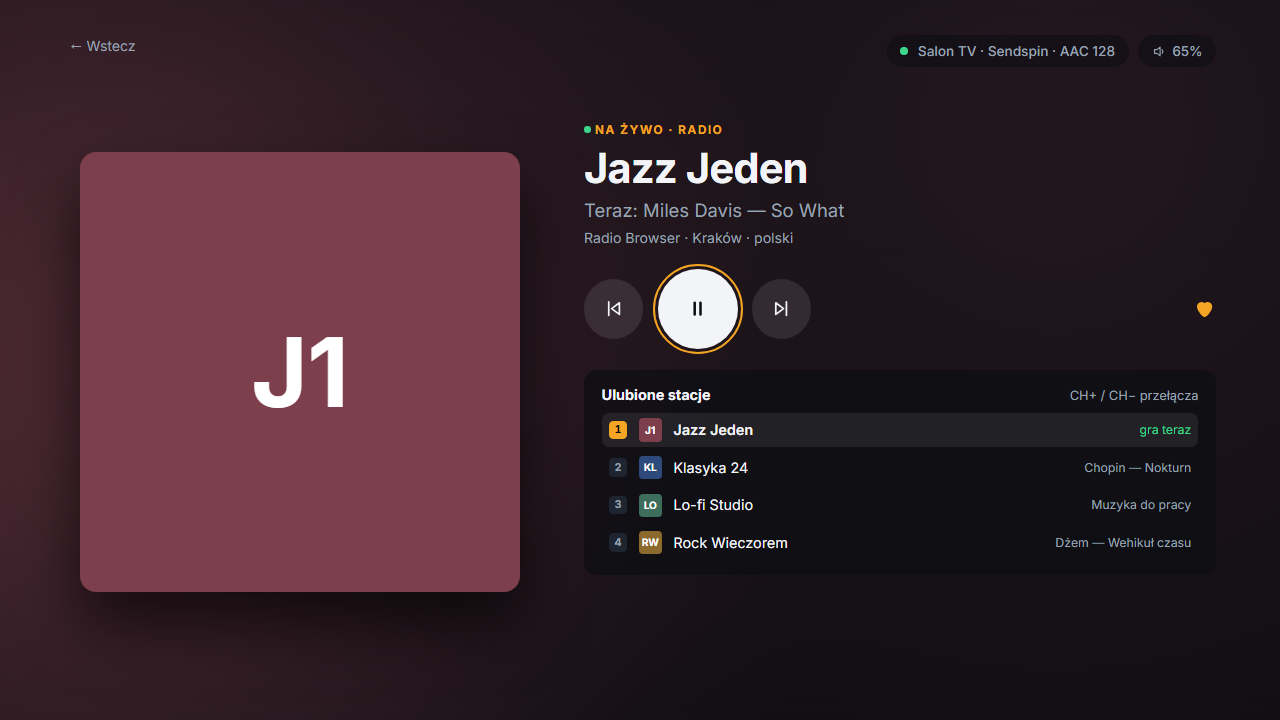 ← Wstecz
Salon TV · Sendspin · AAC 128
65%
NA ŻYWO · RADIO
Jazz Jeden
Teraz: Miles Davis — So What
Radio Browser · Kraków · polski
J1
Ulubione stacje
CH+ / CH− przełącza
1 J1 Jazz Jeden gra teraz
2 KL Klasyka 24 Chopin — Nokturn
3 LO Lo-fi Studio Muzyka do pracy
4 RW Rock Wieczorem Dżem — Wehikuł czasu